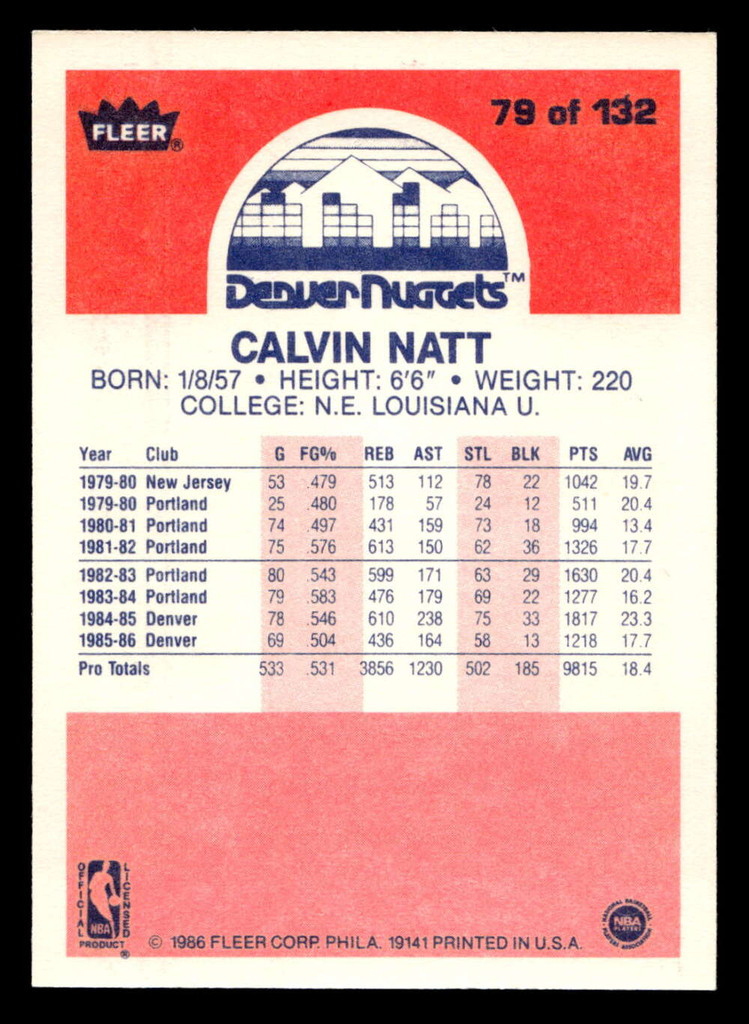 79 of 132
FLEER®
Denver Nuggets™
CALVIN NATT
BORN: 1/8/57 • HEIGHT: 6'6" • WEIGHT: 220
COLLEGE: N.E. LOUISIANA U.
Year Club G FG% REB AST STL BLK PTS AVG
1979-80 New Jersey 53 .479 513 112 78 22 1042 19.7
1979-80 Portland 25 .480 178 57 24 12 511 20.4
1980-81 Portland 74 .497 431 159 73 18 994 13.4
1981-82 Portland 75 .576 613 150 62 36 1326 17.7
1982-83 Portland 80 .543 599 171 63 29 1630 20.4
1983-84 Portland 79 .583 476 179 69 22 1277 16.2
1984-85 Denver 78 .546 610 238 75 33 1817 23.3
1985-86 Denver 69 .504 436 164 58 13 1218 17.7
Pro Totals 533 .531 3856 1230 502 185 9815 18.4
OFFICIAL LICENSED
NBA
PRODUCT®
© 1986 FLEER CORP. PHILA. 19141 PRINTED IN U.S.A.
NATIONAL BASKETBALL
NBA
PLAYERS
PLAYERS ASSOCIATION